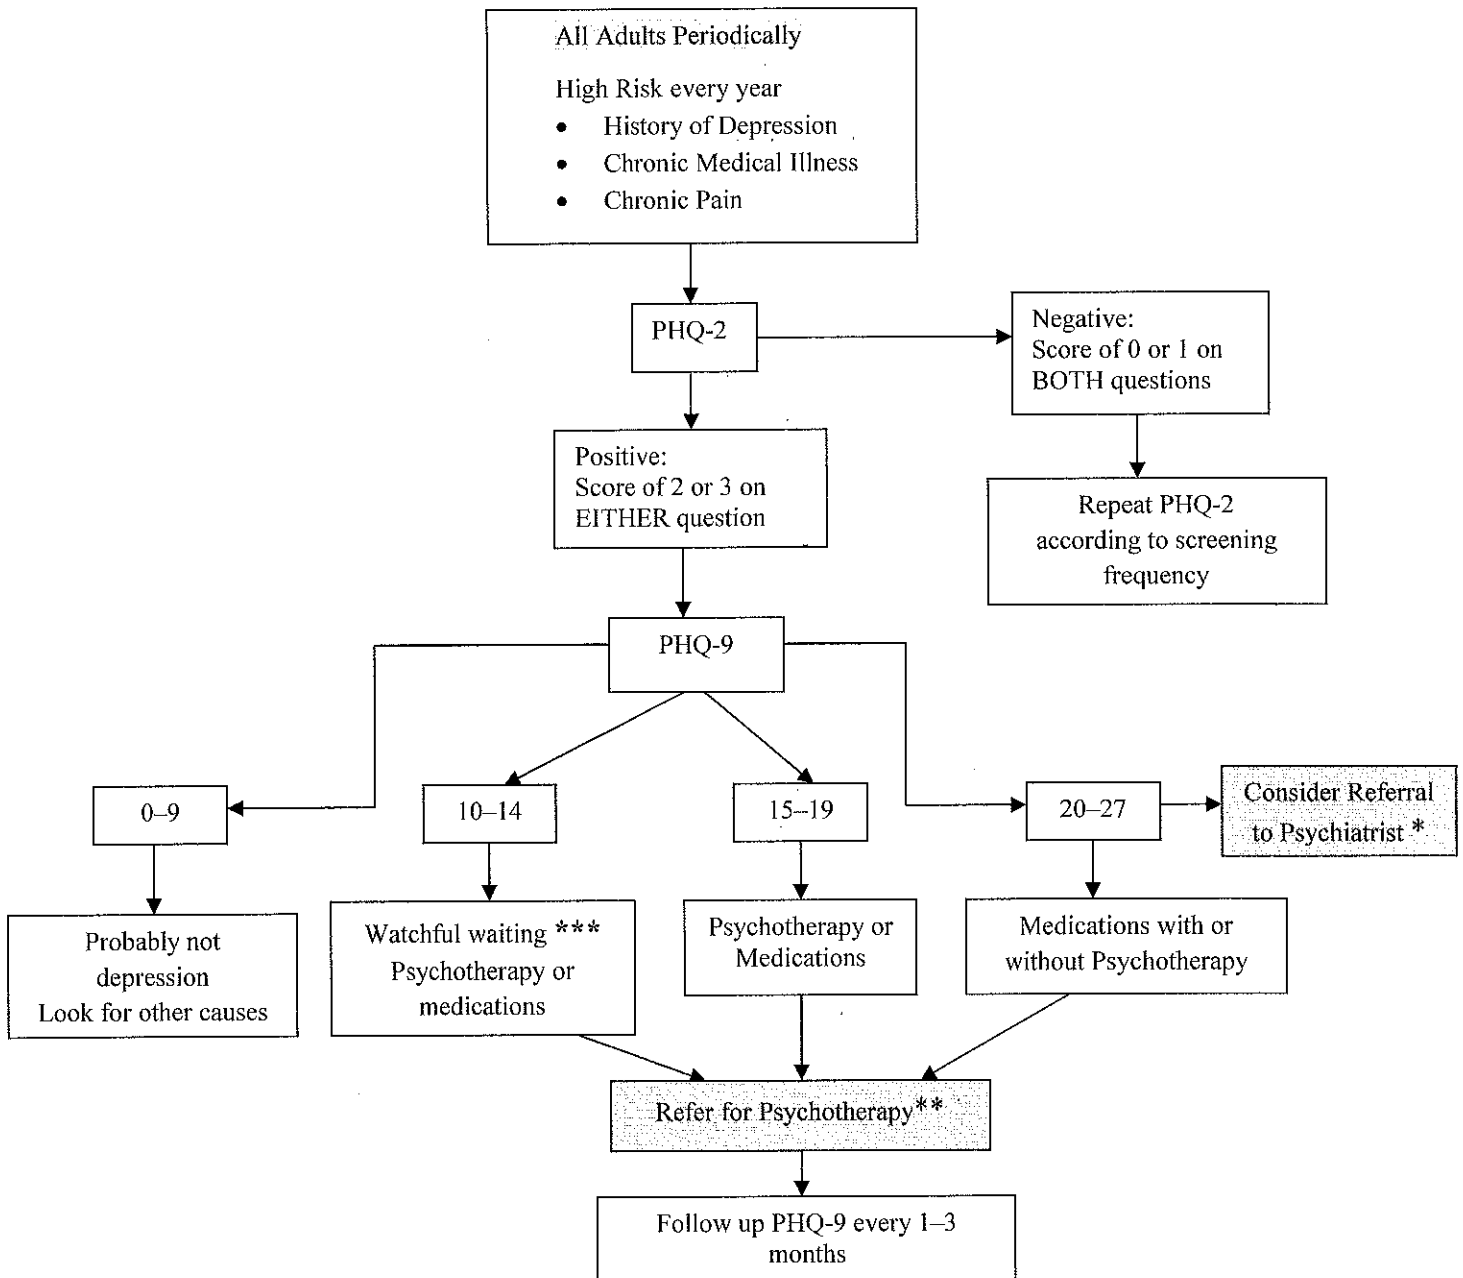 All Adults Periodically
High Risk every year
• History of Depression
• Chronic Medical Illness
• Chronic Pain
PHQ-2
Negative:
Score of 0 or 1 on
BOTH questions
Positive:
Score of 2 or 3 on
EITHER question
Repeat PHQ-2
according to screening
frequency
PHQ-9
0–9
10–14
15–19
20–27
Consider Referral
to Psychiatrist *
Probably not
depression
Look for other causes
Watchful waiting ***
Psychotherapy or
medications
Psychotherapy or
Medications
Medications with or
without Psychotherapy
Refer for Psychotherapy**
Follow up PHQ-9 every 1–3
months